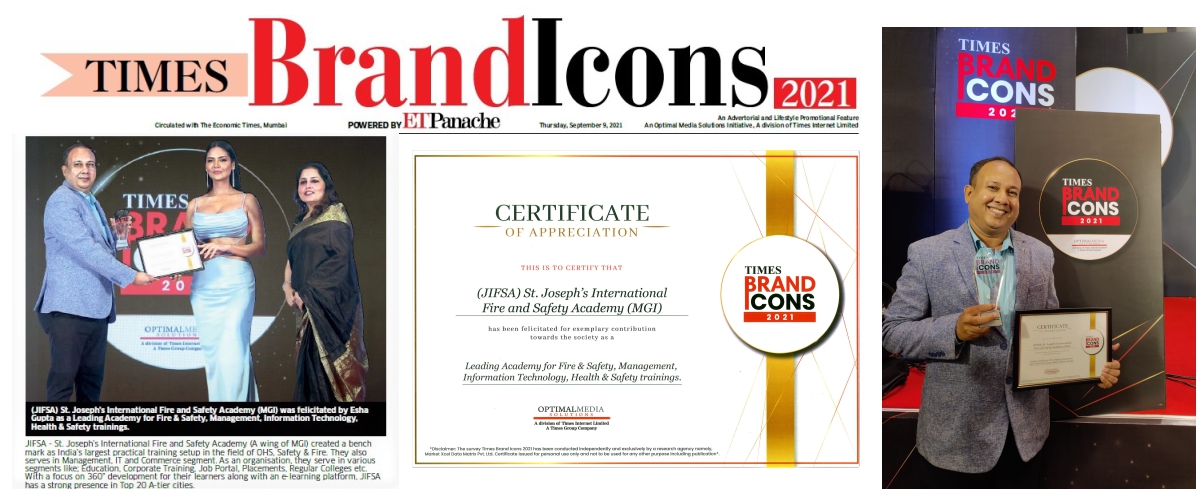 TIMES BrandIcons 2021
Circulated with The Economic Times, Mumbai
POWERED BY ETPanache
Thursday, September 9, 2021
An Advertorial and Lifestyle Promotional Feature
An Optimal Media Solutions Initiative, A division of Times Internet Limited
TIMES
BRA
20
OPTIMALME
SOLUTION
A division of Times Internet
A Times Group Compan
(JIFSA) St. Joseph's International Fire and Safety Academy (MGI) was felicitated by Esha
Gupta as a Leading Academy for Fire & Safety, Management, Information Technology,
Health & Safety trainings.
JIFSA - St. Joseph's International Fire and Safety Academy (A wing of MGI) created a bench
mark as India's largest practical training setup in the field of OHS, Safety & Fire. They also
serves in Management, IT and Commerce segment. As an organisation, they serve in various
segments like; Education, Corporate Training, Job Portal, Placements, Regular Colleges etc.
With a focus on 360° development for their learners along with an e-learning platform, JIFSA
has a strong presence in Top 20 A-tier cities.
CERTIFICATE
OF APPRECIATION
THIS IS TO CERTIFY THAT
(JIFSA) St. Joseph's International
Fire and Safety Academy (MGI)
has been felicitated for exemplary contribution
towards the society as a
Leading Academy for Fire & Safety, Management,
Information Technology, Health & Safety trainings.
OPTIMALMEDIA
SOLUTIONS
A division of Times Internet Limited
A Times Group Company
*Disclaimer: The survey Times Brand Icons 2021 has been conducted independently and exclusively by a research agency namely,
Market Xcel Data Matrix Pvt. Ltd. Certificate issued for personal use only and not to be used for any other purpose including publication*.
TIMES
BRAND
ICONS
2021
TIMES
BRAND
ICONS
202
TIMES
BRAND
ICONS
2021
OPTIMALMEDIA
BRAND
ICONS
CERTIFICATE
BRAND
ICONS